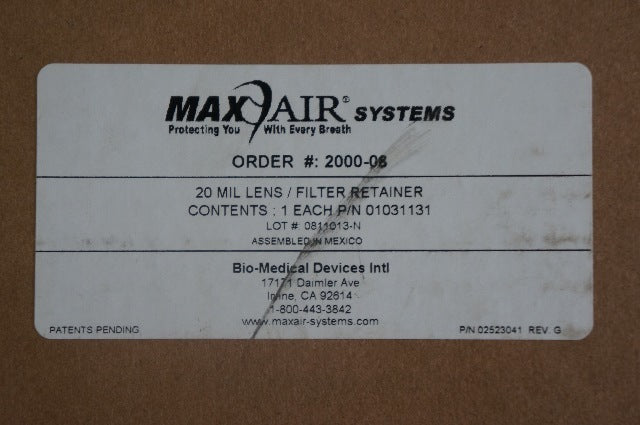 MAXAIR® SYSTEMS
Protecting You With Every Breath
ORDER #: 2000-06
20 MIL LENS / FILTER RETAINER
CONTENTS : 1 EACH P/N 01031131
LOT # 0811013-N
ASSEMBLED IN MEXICO
Bio-Medical Devices Intl
17171 Daimler Ave
Irvine, CA 92614
1-800-443-3842
www.maxair-systems.com
PATENTS PENDING P/N 02523041 REV. G